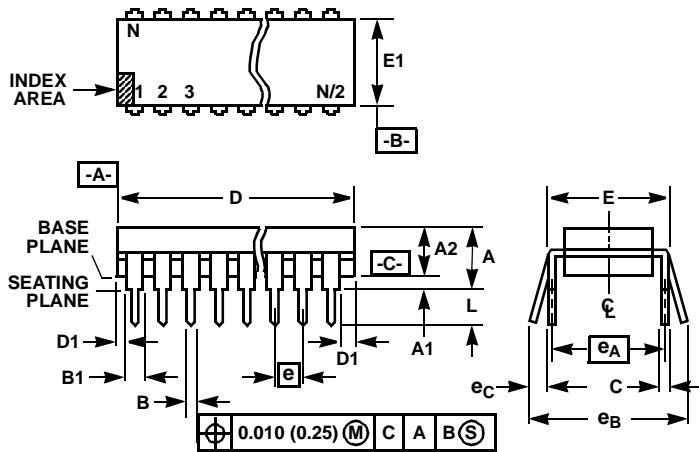 N
E1
INDEX
AREA
1 2 3 N/2
-B-
-A-
D
E
BASE
PLANE
A2
A
-C-
SEATING
PLANE
L
C
L
D1
A1
D1
eA
B1
e
eC
C
B
eB
0.010 (0.25) M C A B S